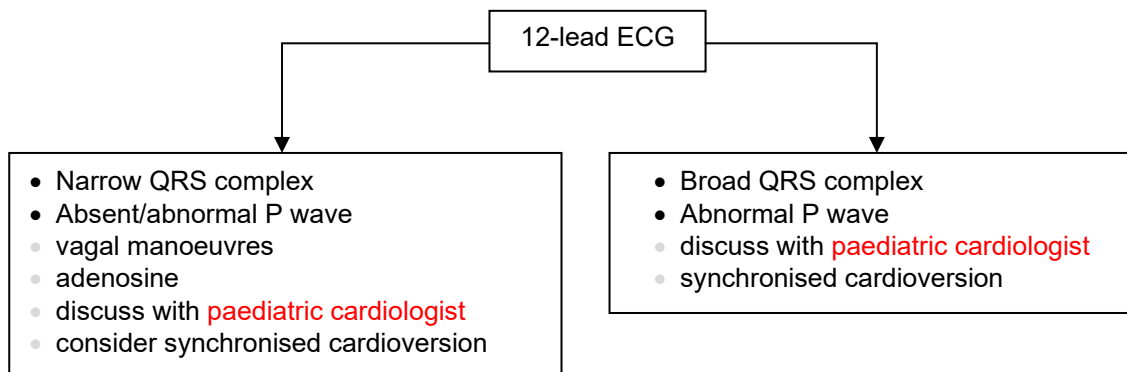 12-lead ECG
• Narrow QRS complex
• Absent/abnormal P wave
• vagal manoeuvres
• adenosine
• discuss with paediatric cardiologist
• consider synchronised cardioversion
• Broad QRS complex
• Abnormal P wave
• discuss with paediatric cardiologist
• synchronised cardioversion